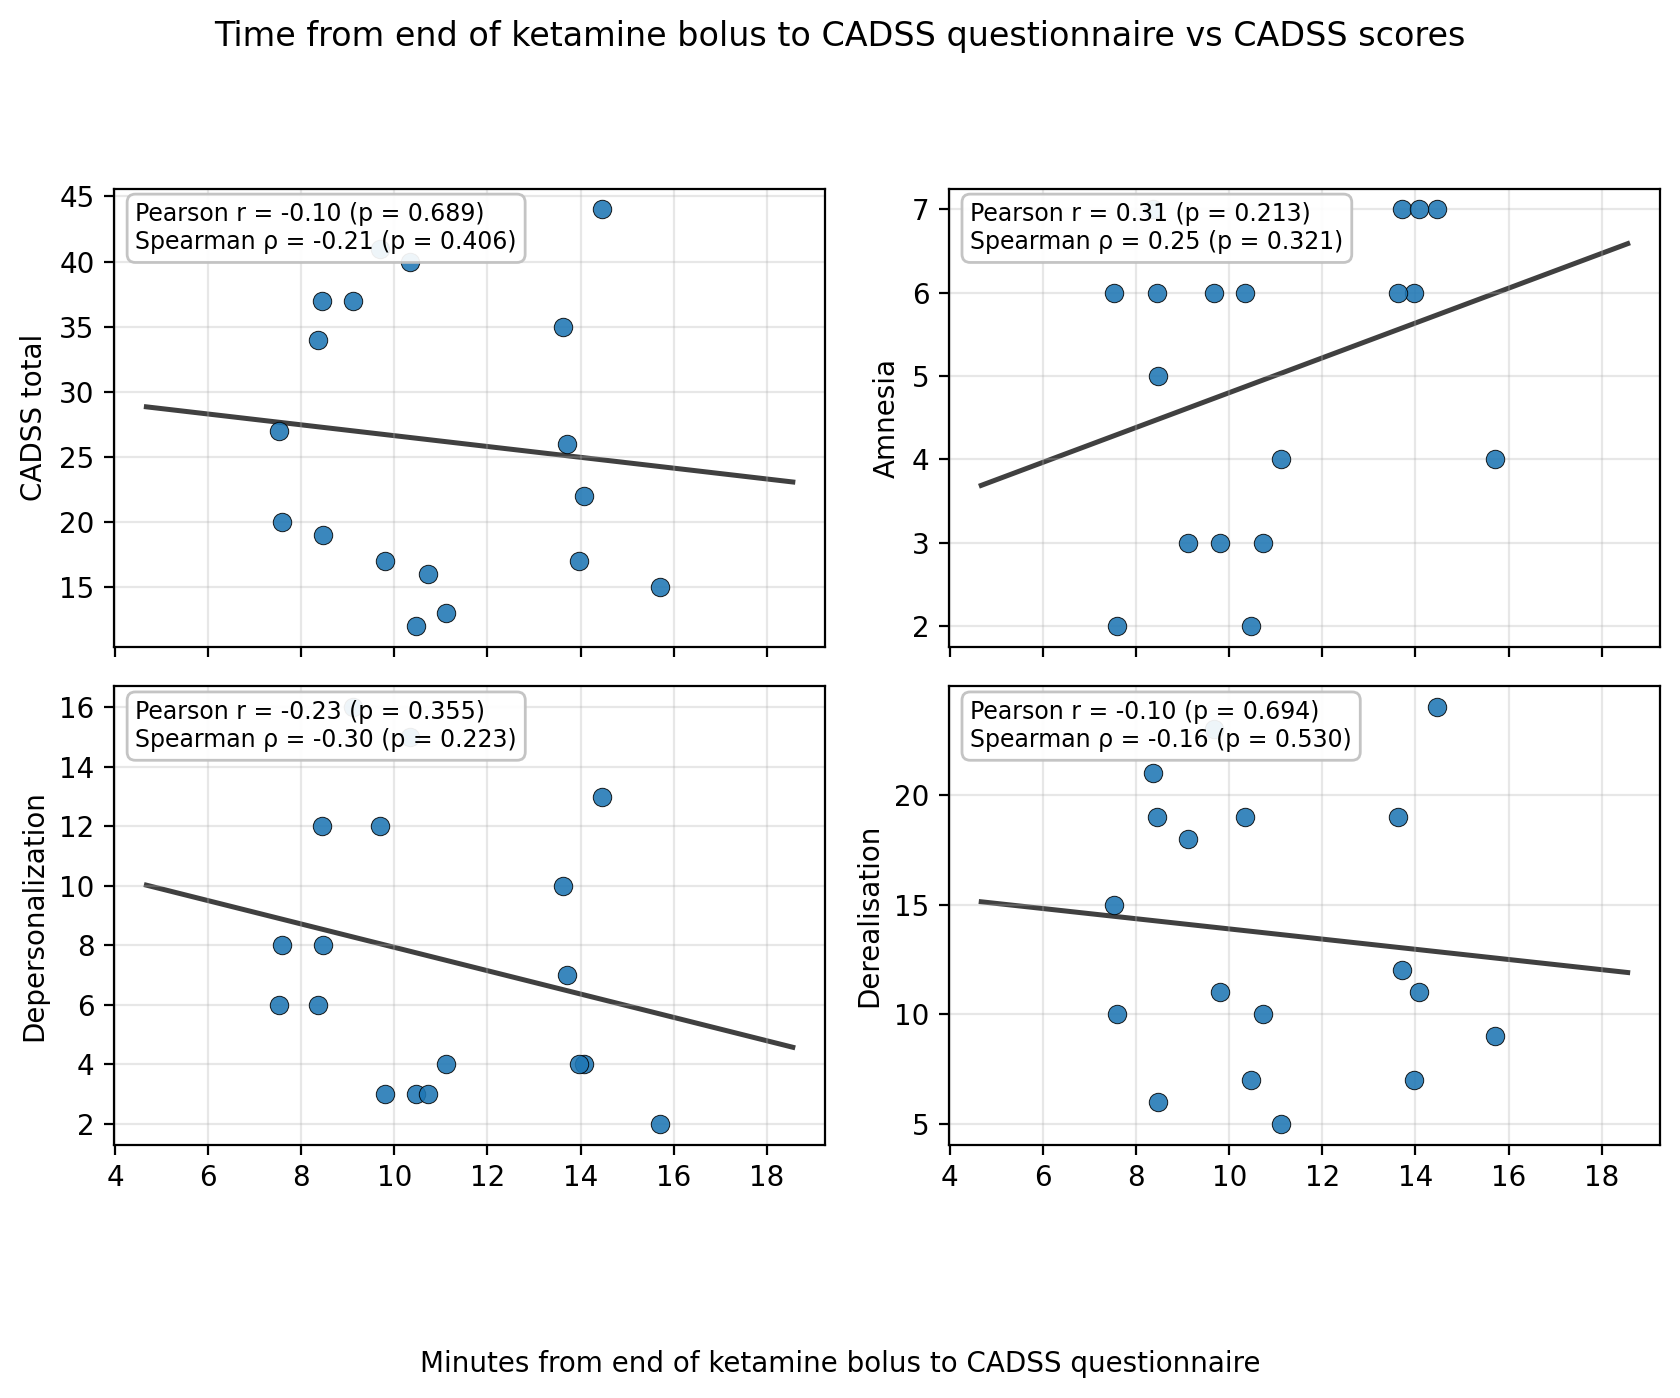 Time from end of ketamine bolus to CADSS questionnaire vs CADSS scores
Pearson r = -0.10 (p = 0.689)
Spearman ρ = -0.21 (p = 0.406)
CADSS total
45
40
35
30
25
20
15
Pearson r = 0.31 (p = 0.213)
Spearman ρ = 0.25 (p = 0.321)
Amnesia
7
6
5
4
3
2
Pearson r = -0.23 (p = 0.355)
Spearman ρ = -0.30 (p = 0.223)
Depersonalization
16
14
12
10
8
6
4
2
4 6 8 10 12 14 16 18
Pearson r = -0.10 (p = 0.694)
Spearman ρ = -0.16 (p = 0.530)
Derealisation
20
15
10
5
4 6 8 10 12 14 16 18
Minutes from end of ketamine bolus to CADSS questionnaire